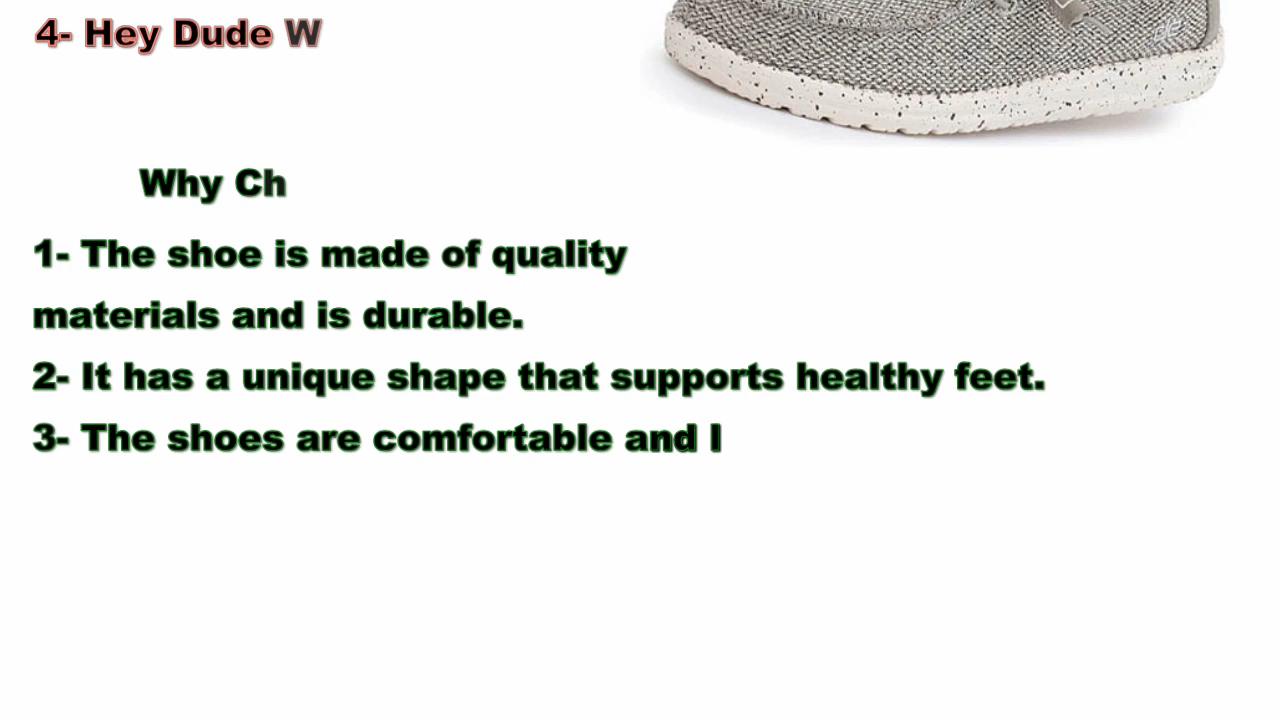 4- Hey Dude W
Why Ch
1- The shoe is made of quality
materials and is durable.
2- It has a unique shape that supports healthy feet.
3- The shoes are comfortable and l